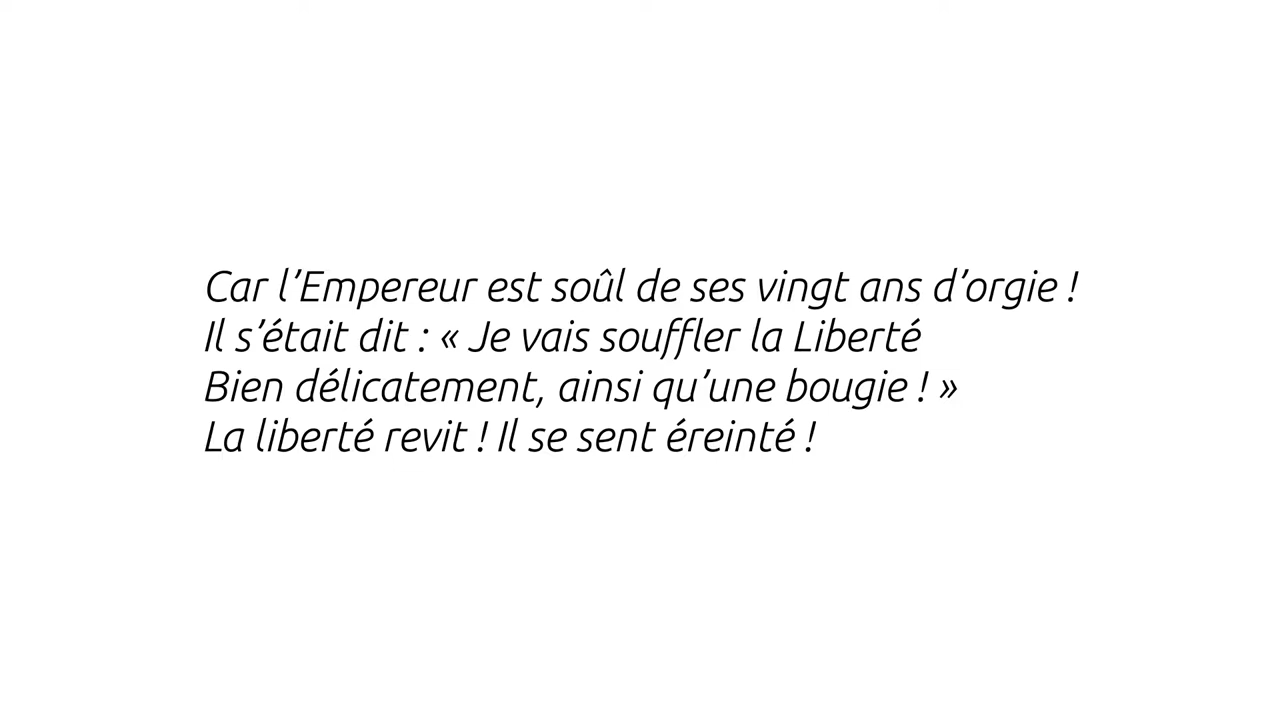 Car l’Empereur est soûl de ses vingt ans d’orgie !
Il s’était dit : « Je vais souffler la Liberté
Bien délicatement, ainsi qu’une bougie ! »
La liberté revit ! Il se sent éreinté !